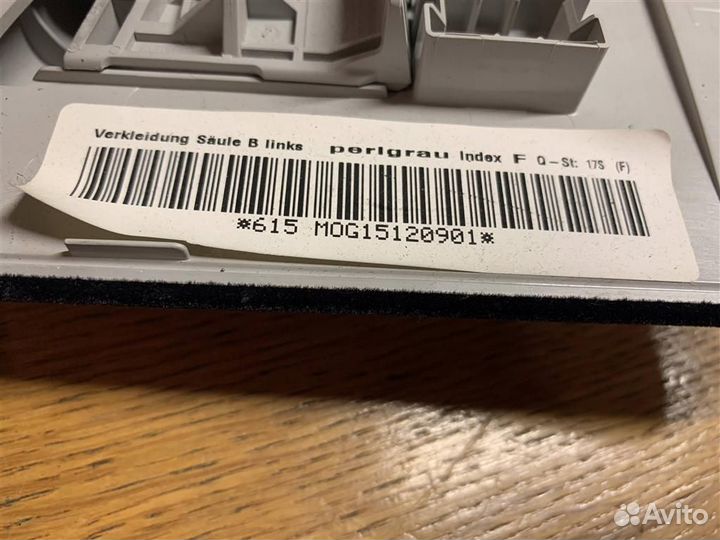 Verkleidung Säule B links perlgrau Index F Q-St: 17S (F)
*615 MOG15120901*
Avito